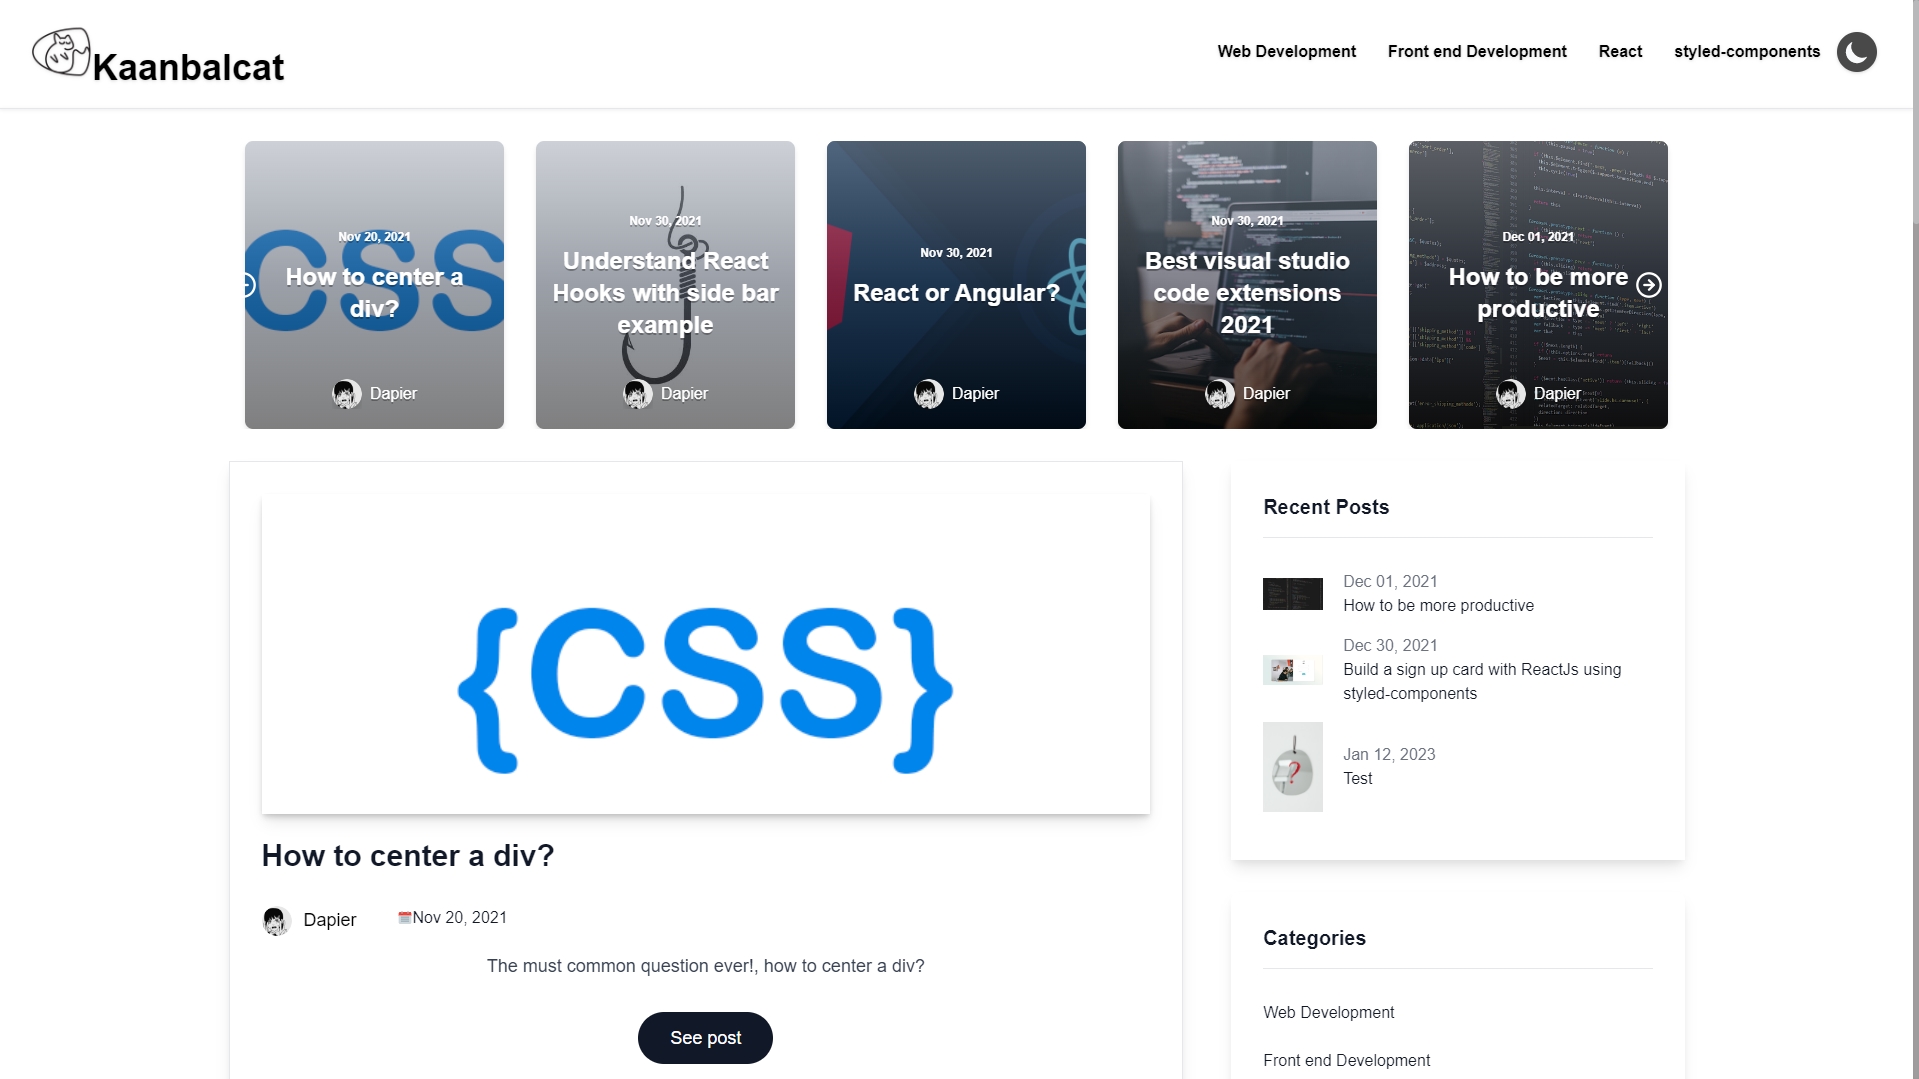 Kaanbalcat
Web Development
Front end Development
React
styled-components
Nov 20, 2021
How to center a
div?
Dapier
Nov 30, 2021
Understand React
Hooks with side bar
example
Dapier
Nov 30, 2021
React or Angular?
Dapier
Nov 30, 2021
Best visual studio
code extensions
2021
Dapier
Dec 01, 2021
How to be more
productive
Dapier
CSS
{CSS}
How to center a div?
Dapier
Nov 20, 2021
The must common question ever!, how to center a div?
See post
Recent Posts
Dec 01, 2021
How to be more productive
Dec 30, 2021
Build a sign up card with ReactJs using
styled-components
Jan 12, 2023
Test
?
Categories
Web Development
Front end Development